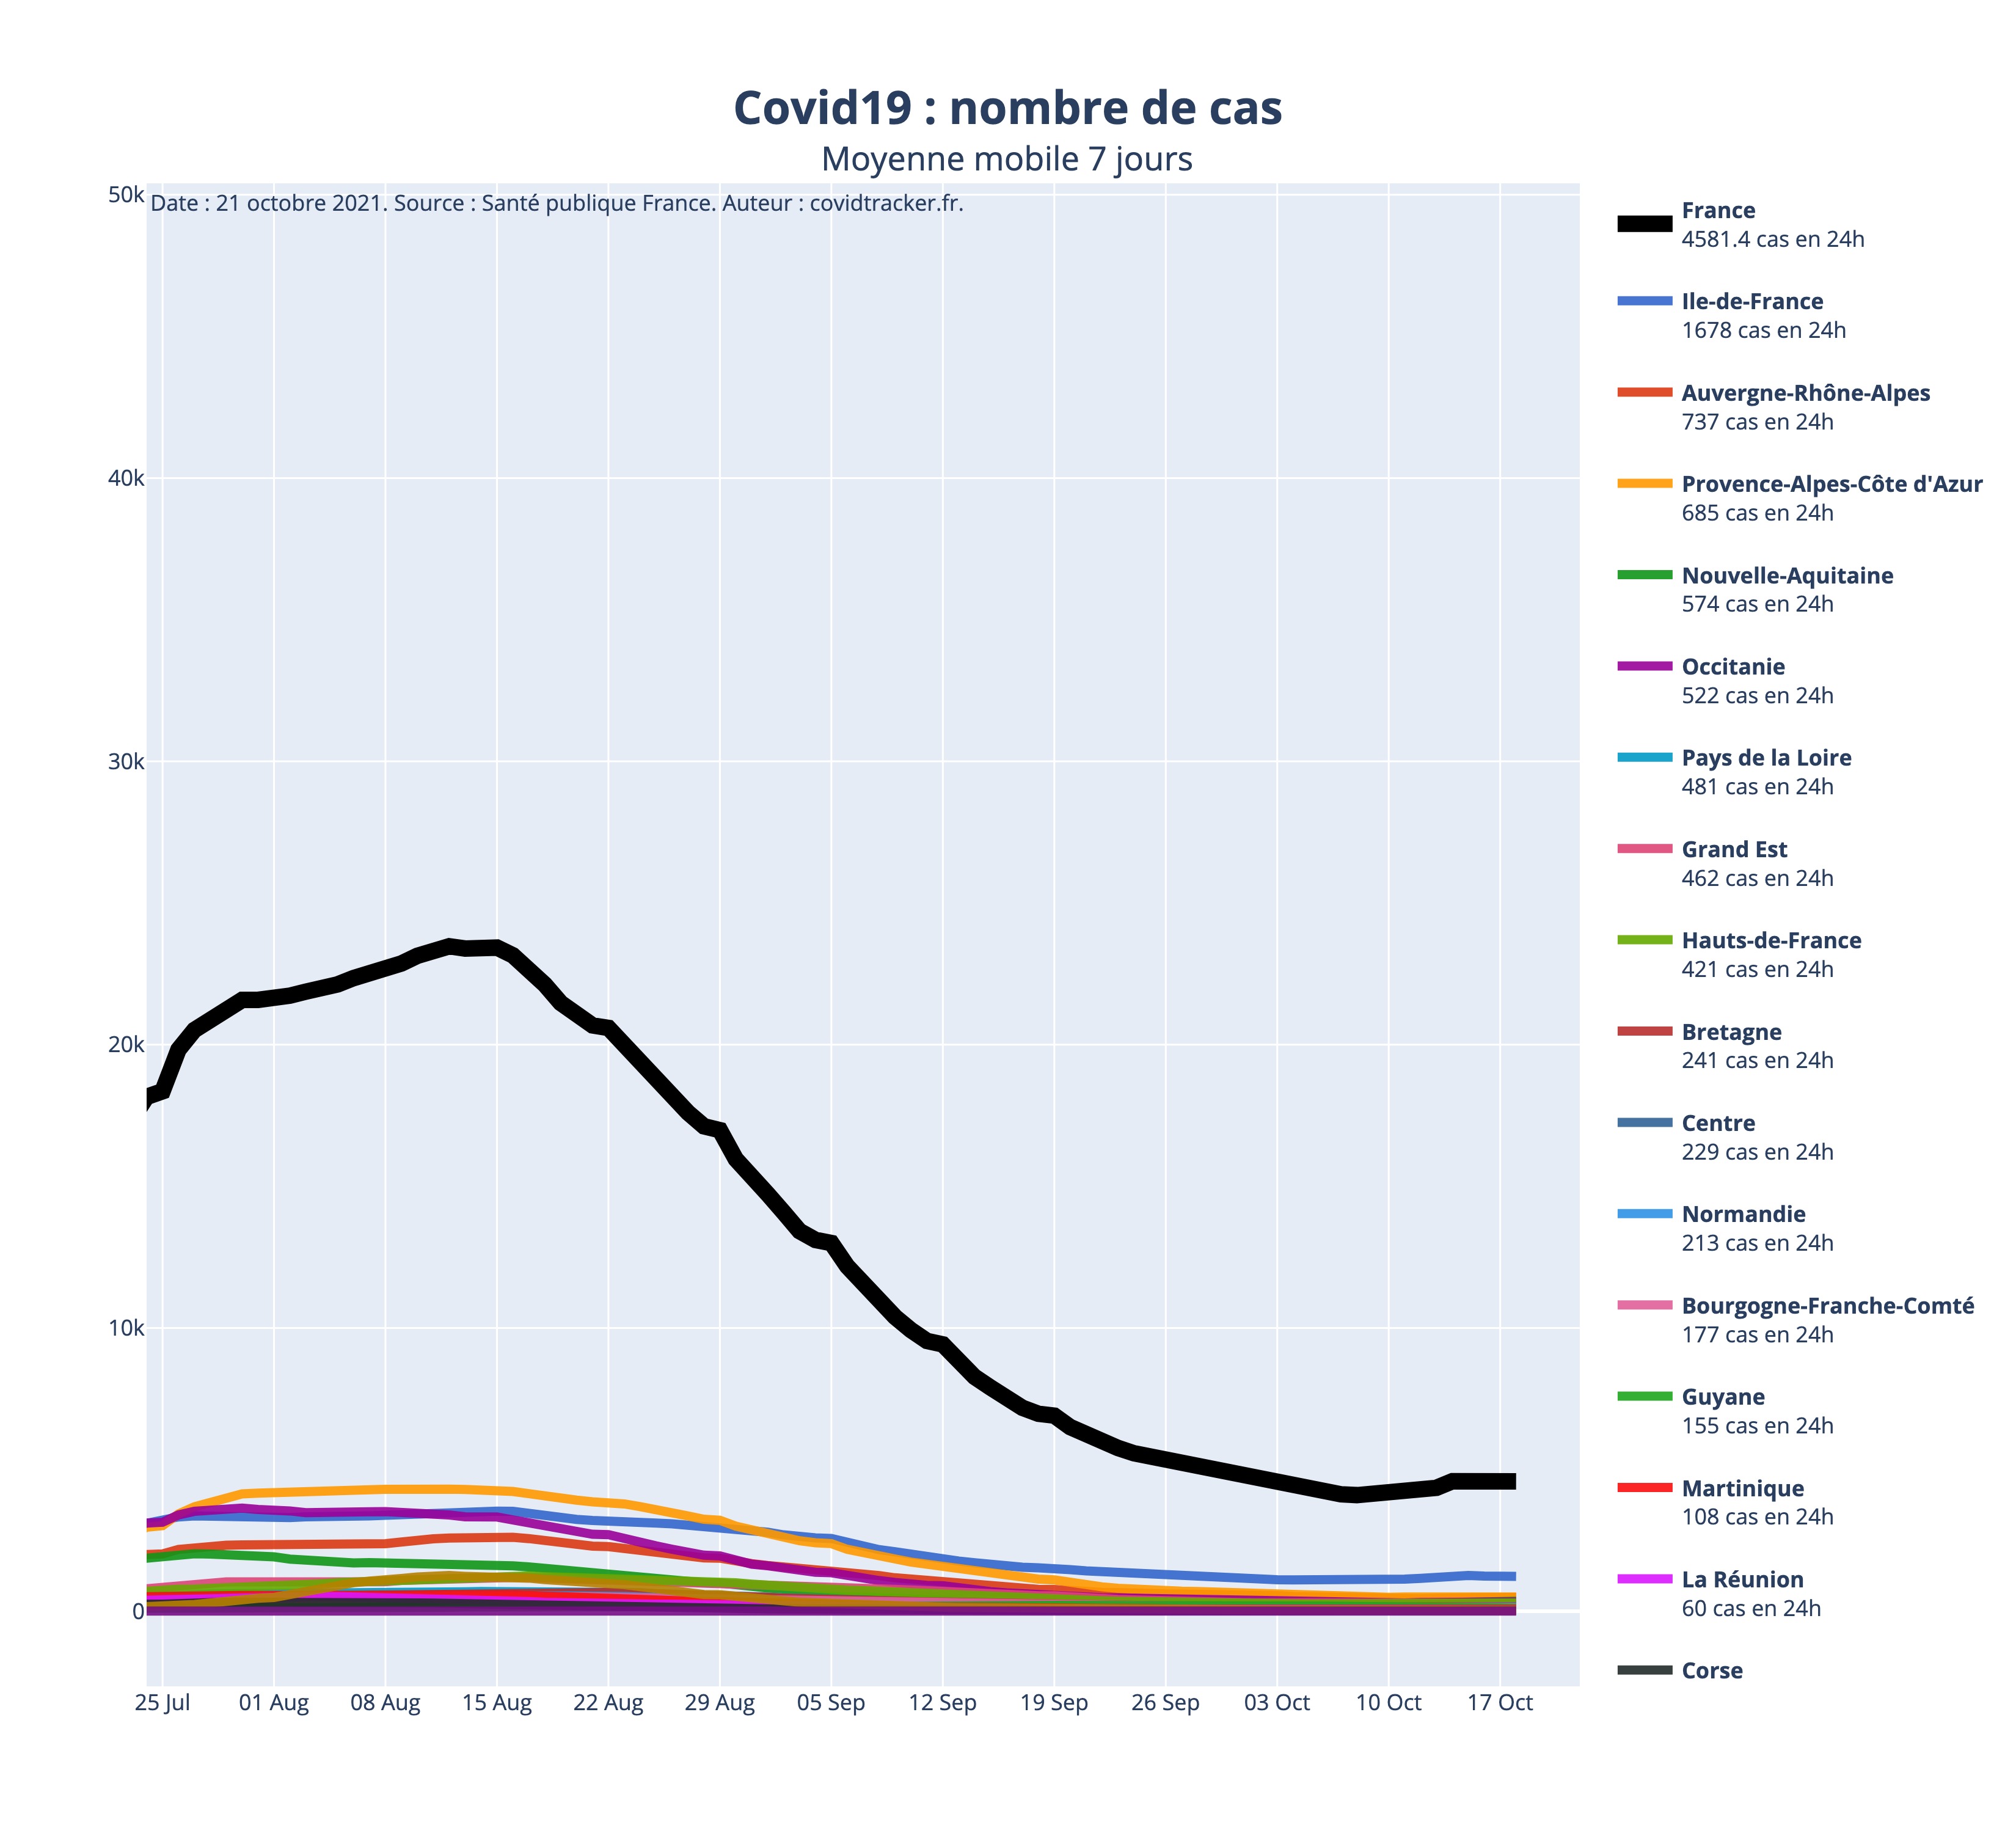 Covid19 : nombre de cas
Moyenne mobile 7 jours
Date : 21 octobre 2021. Source : Santé publique France. Auteur : covidtracker.fr.
50k
40k
30k
20k
10k
0
25 Jul
01 Aug
08 Aug
15 Aug
22 Aug
29 Aug
05 Sep
12 Sep
19 Sep
26 Sep
03 Oct
10 Oct
17 Oct
France
4581.4 cas en 24h
Ile-de-France
1678 cas en 24h
Auvergne-Rhône-Alpes
737 cas en 24h
Provence-Alpes-Côte d'Azur
685 cas en 24h
Nouvelle-Aquitaine
574 cas en 24h
Occitanie
522 cas en 24h
Pays de la Loire
481 cas en 24h
Grand Est
462 cas en 24h
Hauts-de-France
421 cas en 24h
Bretagne
241 cas en 24h
Centre
229 cas en 24h
Normandie
213 cas en 24h
Bourgogne-Franche-Comté
177 cas en 24h
Guyane
155 cas en 24h
Martinique
108 cas en 24h
La Réunion
60 cas en 24h
Corse